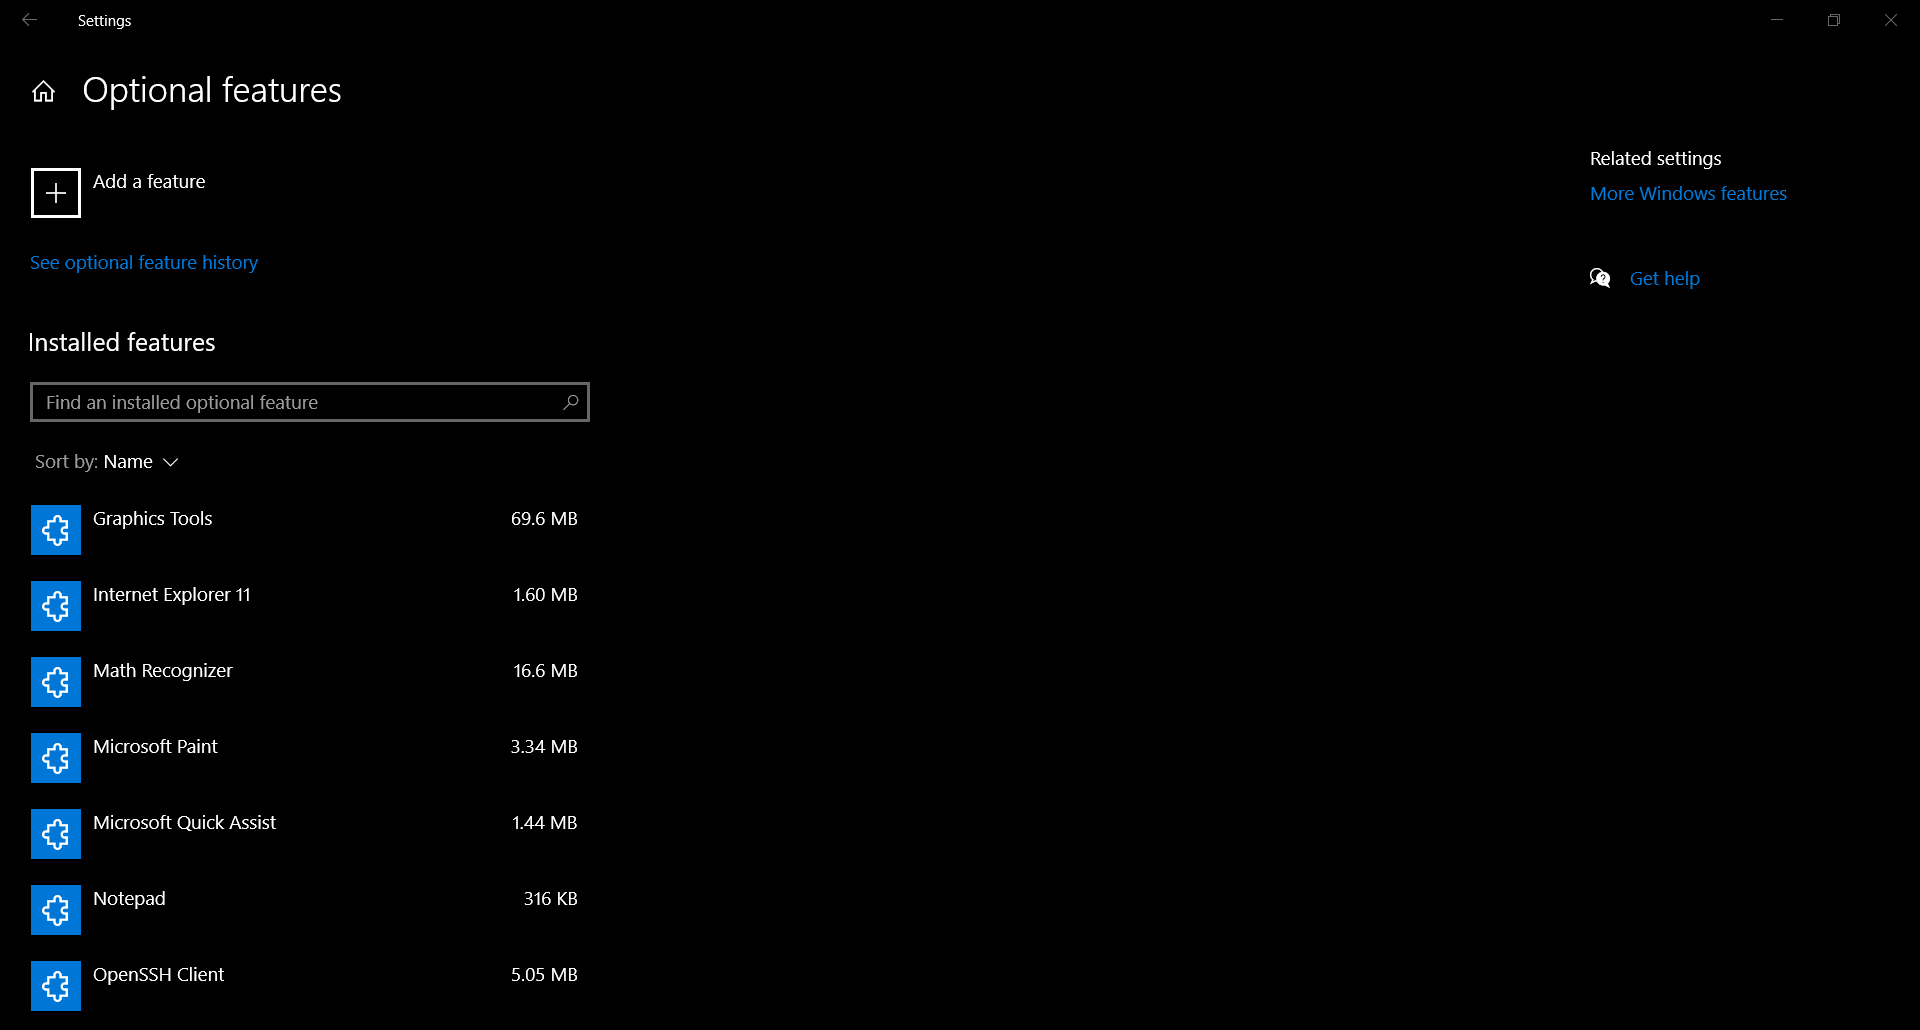 Settings
Optional features
Add a feature
See optional feature history
Installed features
Find an installed optional feature
Sort by: Name
Graphics Tools 69.6 MB
Internet Explorer 11 1.60 MB
Math Recognizer 16.6 MB
Microsoft Paint 3.34 MB
Microsoft Quick Assist 1.44 MB
Notepad 316 KB
OpenSSH Client 5.05 MB
Related settings
More Windows features
Get help